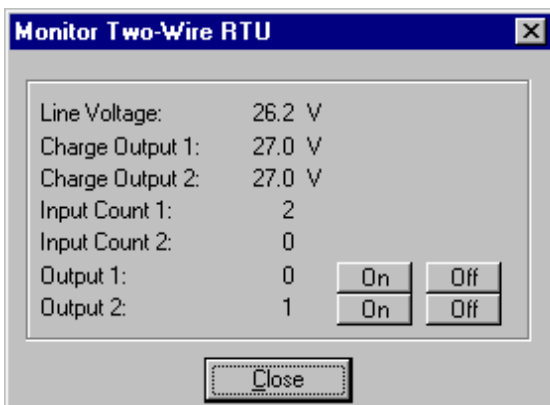 Monitor Two-Wire RTU
Line Voltage: 26.2 V
Charge Output 1: 27.0 V
Charge Output 2: 27.0 V
Input Count 1: 2
Input Count 2: 0
Output 1: 0 On Off
Output 2: 1 On Off
Close